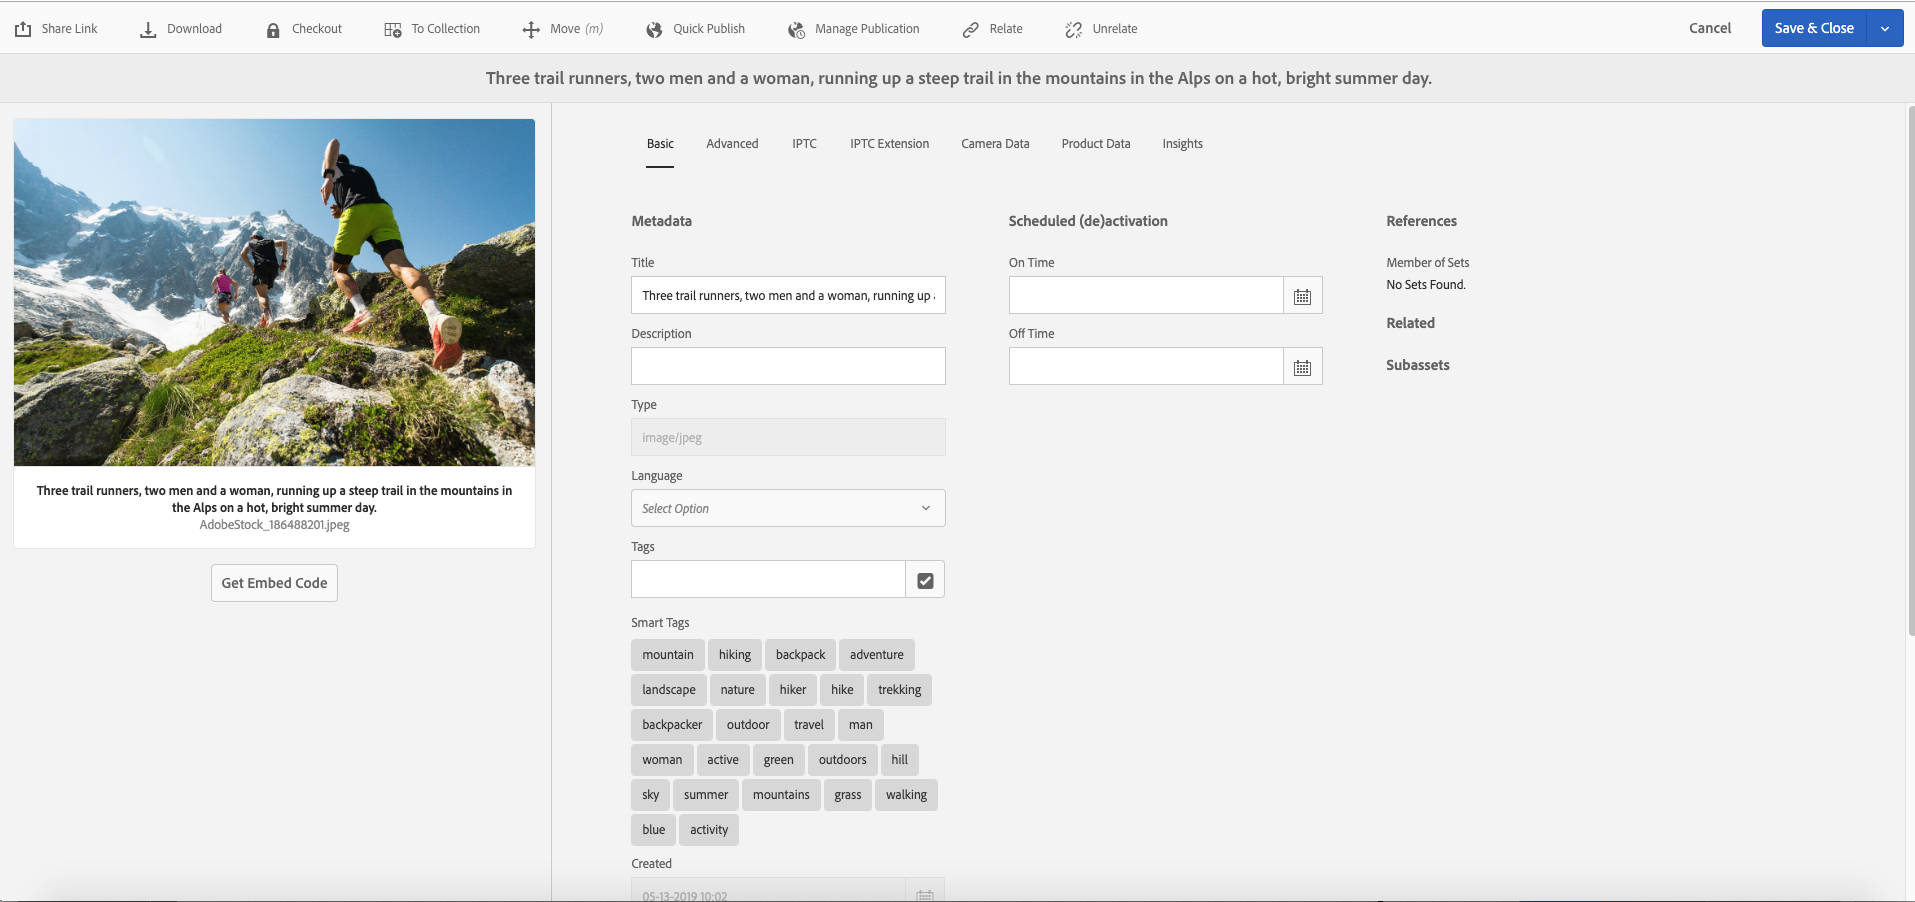 Share Link Download Checkout To Collection Move (m) Quick Publish Manage Publication Relate Unrelate Cancel Save & Close
Three trail runners, two men and a woman, running up a steep trail in the mountains in the Alps on a hot, bright summer day.
Three trail runners, two men and a woman, running up a steep trail in the mountains in
the Alps on a hot, bright summer day.
AdobeStock_186488201.jpeg
Get Embed Code
Basic Advanced IPTC IPTC Extension Camera Data Product Data Insights
Metadata
Title
Three trail runners, two men and a woman, running up
Description
Type
image/jpeg
Language
Select Option
Tags
Smart Tags
mountain hiking backpack adventure
landscape nature hiker hike trekking
backpacker outdoor travel man
woman active green outdoors hill
sky summer mountains grass walking
blue activity
Created
05-13-2019 10:02
Scheduled (de)activation
On Time
Off Time
References
Member of Sets
No Sets Found.
Related
Subassets